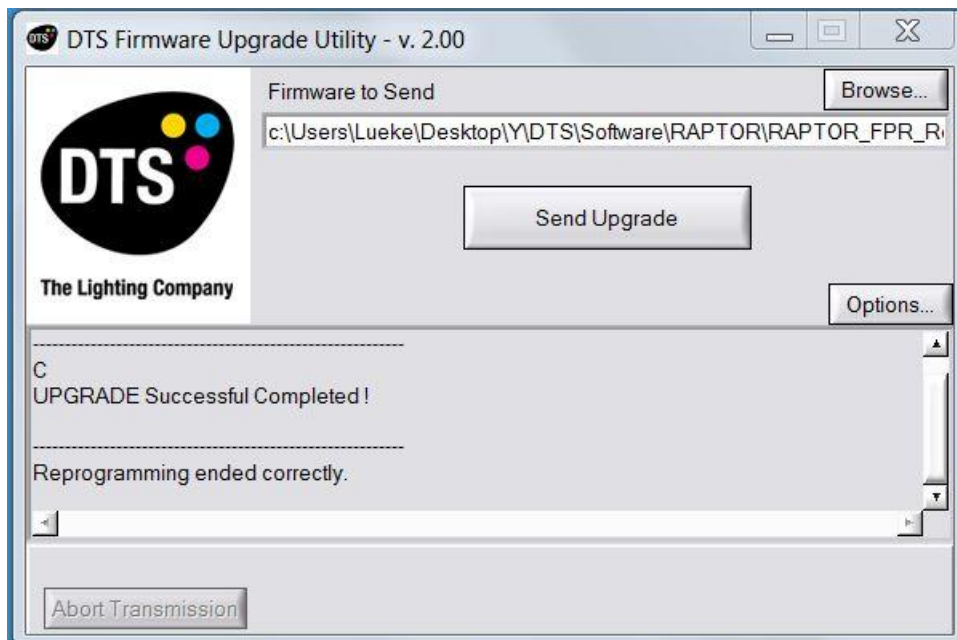 DTS DTS Firmware Upgrade Utility - v. 2.00
Firmware to Send
Browse...
c:\Users\Lueke\Desktop\Y\DTS\Software\RAPTOR\RAPTOR_FPR_R
DTS
The Lighting Company
Send Upgrade
Options...
-----------------------------------------------------
C
UPGRADE Successful Completed !
-----------------------------------------------------
Reprogramming ended correctly.
Abort Transmission